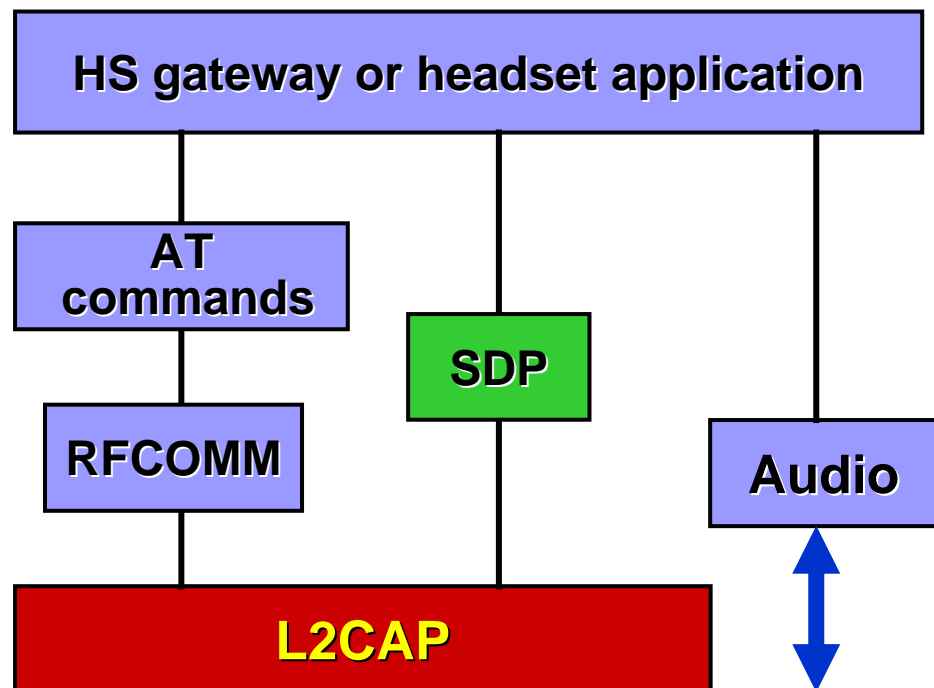 HS gateway or headset application
AT
commands
SDP
RFCOMM
Audio
L2CAP